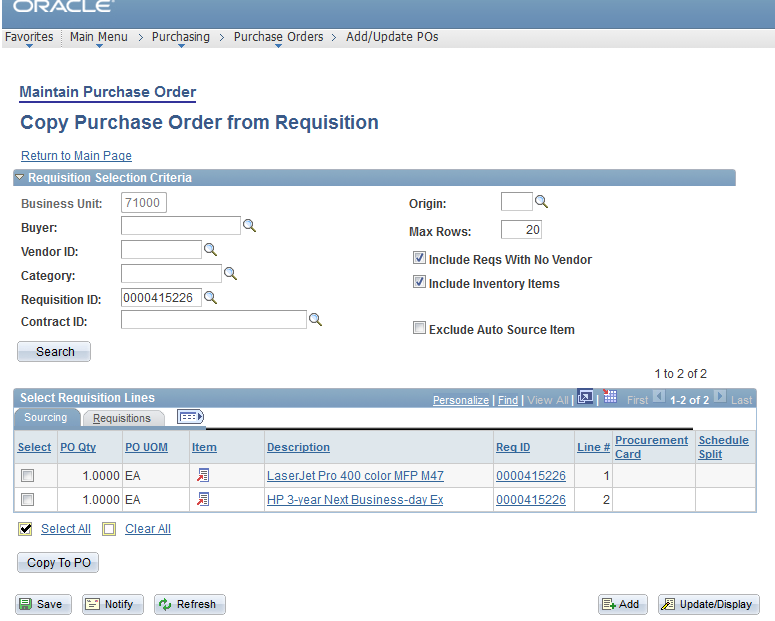 ORACLE
Favorites Main Menu > Purchasing > Purchase Orders > Add/Update POs
Maintain Purchase Order
Copy Purchase Order from Requisition
Return to Main Page
Requisition Selection Criteria
Business Unit: 71000 Origin:
Buyer: Max Rows: 20
Vendor ID: Include Reqs With No Vendor
Category: Include Inventory Items
Requisition ID: 0000415226
Contract ID: Exclude Auto Source Item
Search
1 to 2 of 2
Select Requisition Lines Personalize | Find | View All | | First 1-2 of 2 Last
Sourcing Requisitions
Select PO Qty PO UOM Item Description Req ID Line # Procurement Card Schedule Split
1.0000 EA LaserJet Pro 400 color MFP M47 0000415226 1
1.0000 EA HP 3-year Next Business-day Ex 0000415226 2
Select All Clear All
Copy To PO
Save Notify Refresh Add Update/Display